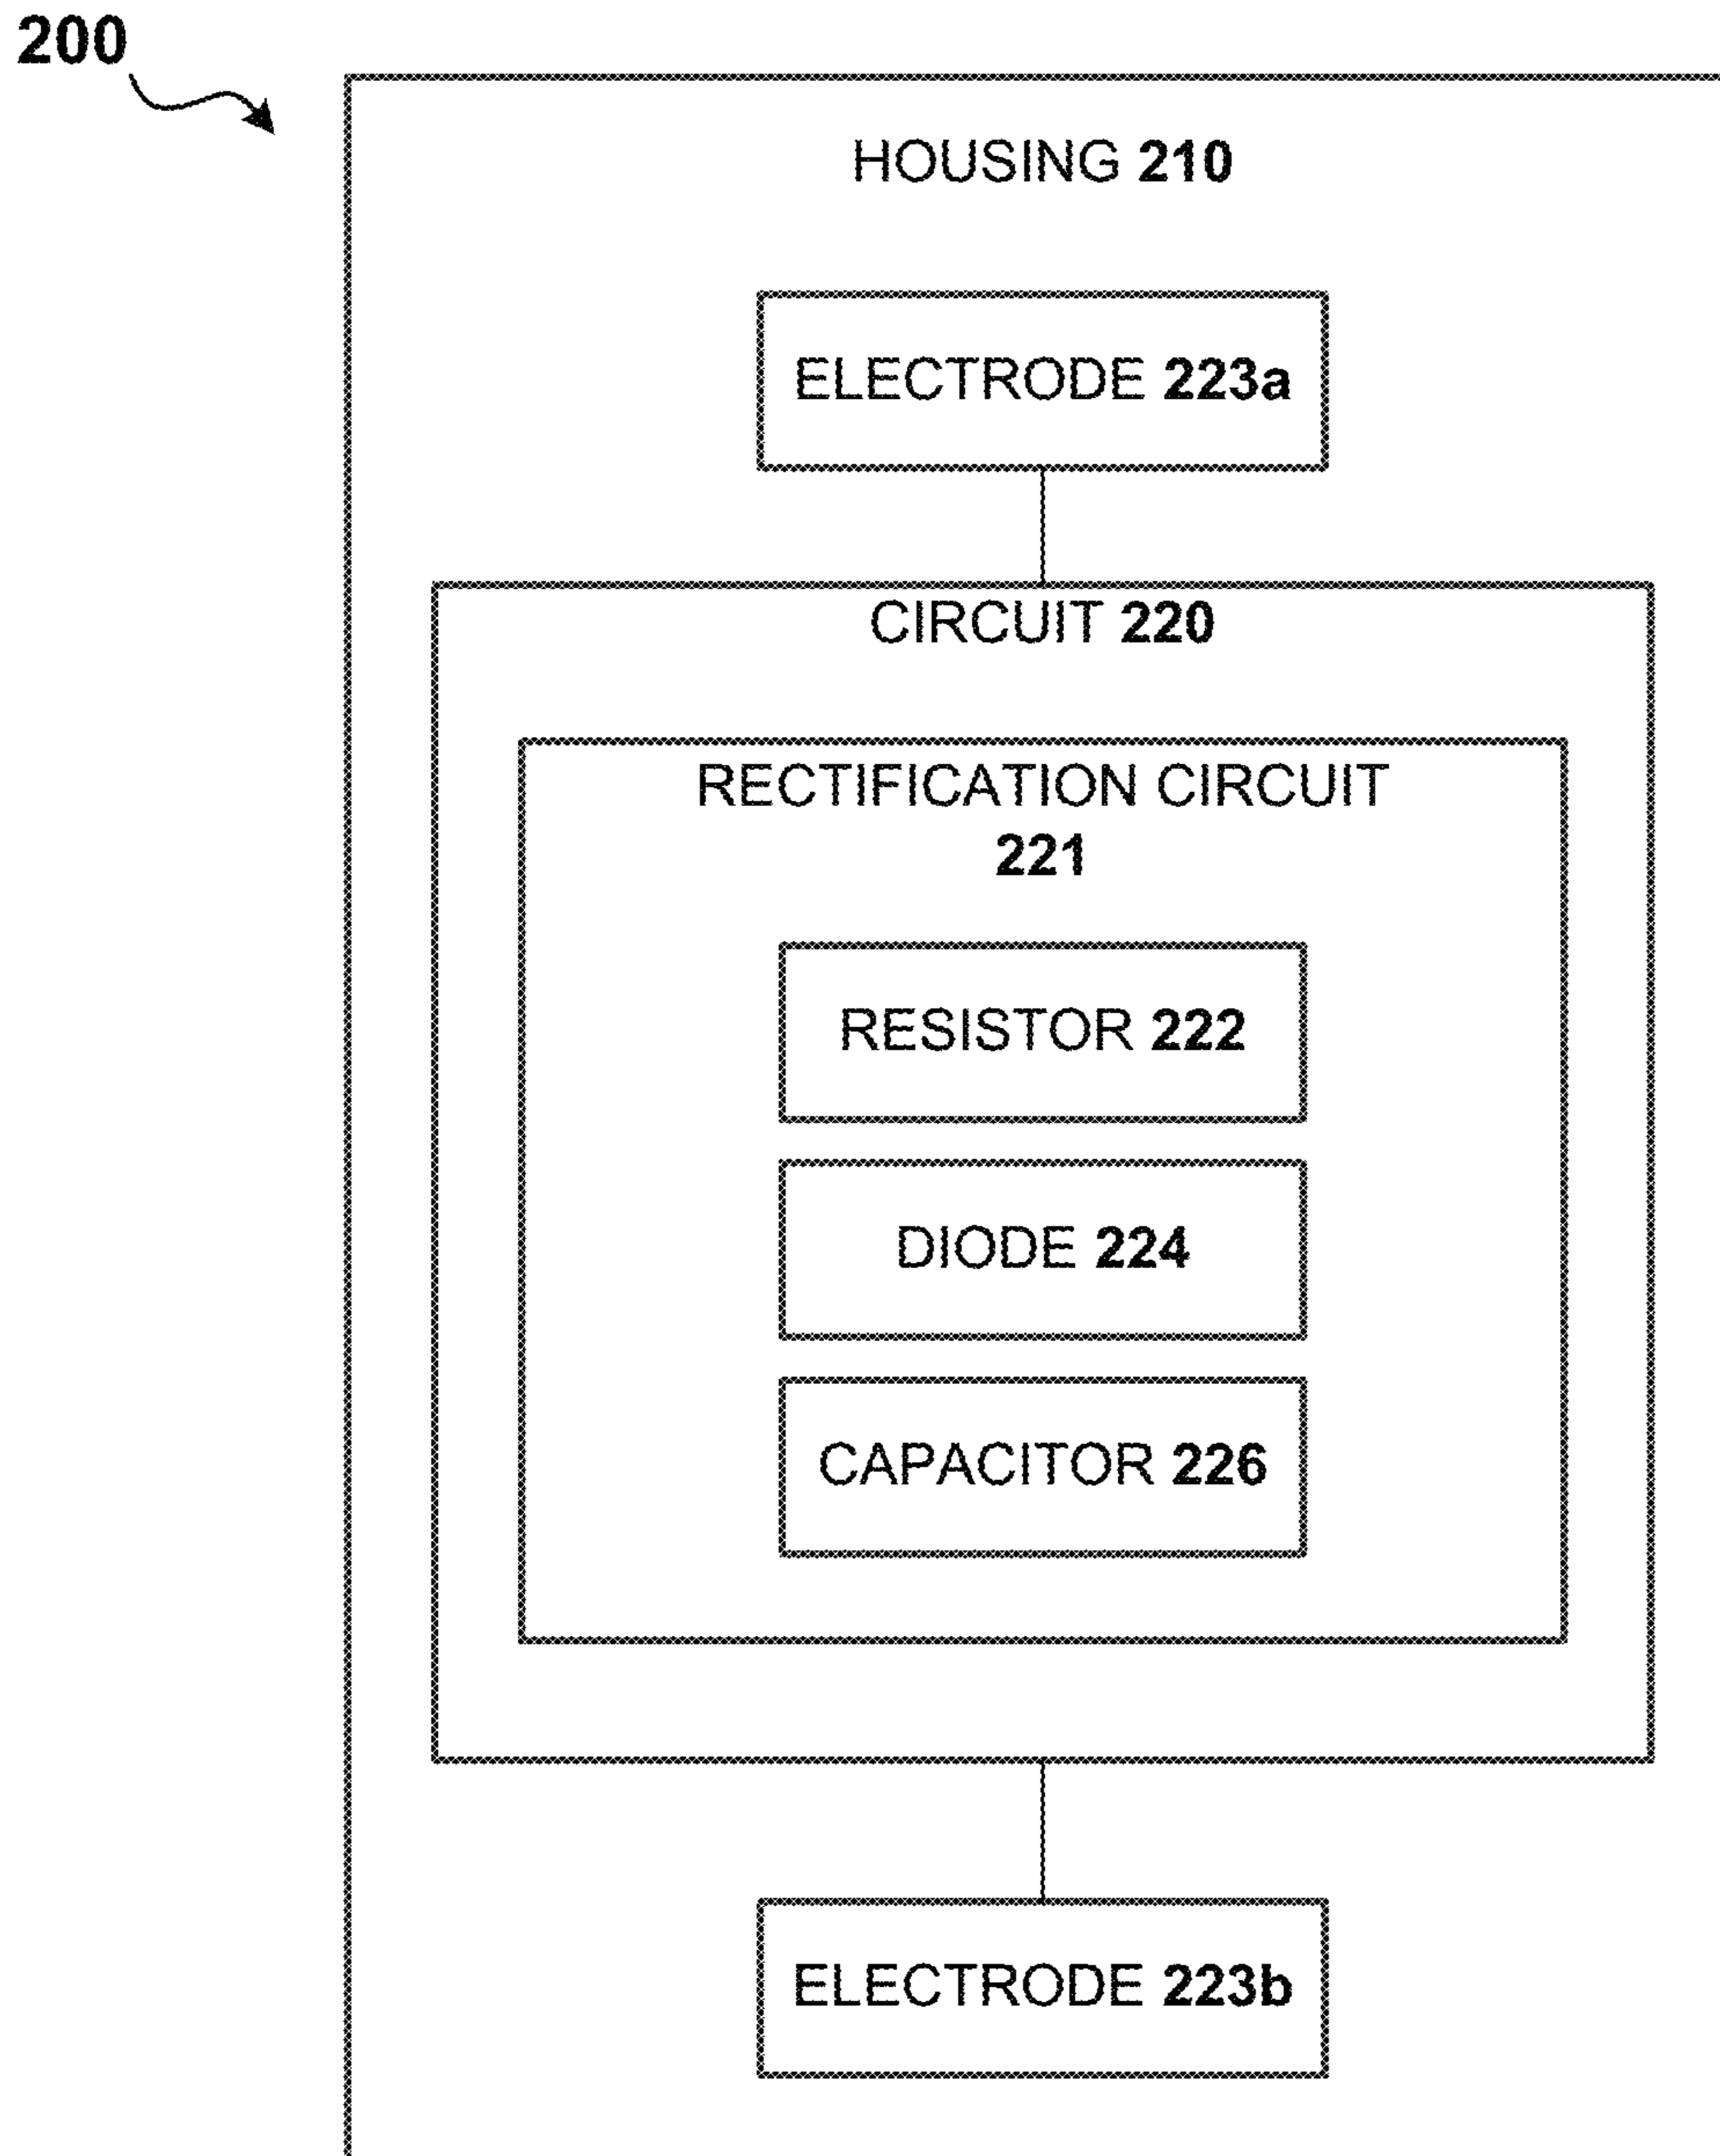 200
HOUSING 210
ELECTRODE 223a
CIRCUIT 220
RECTIFICATION CIRCUIT
221
RESISTOR 222
DIODE 224
CAPACITOR 226
ELECTRODE 223b